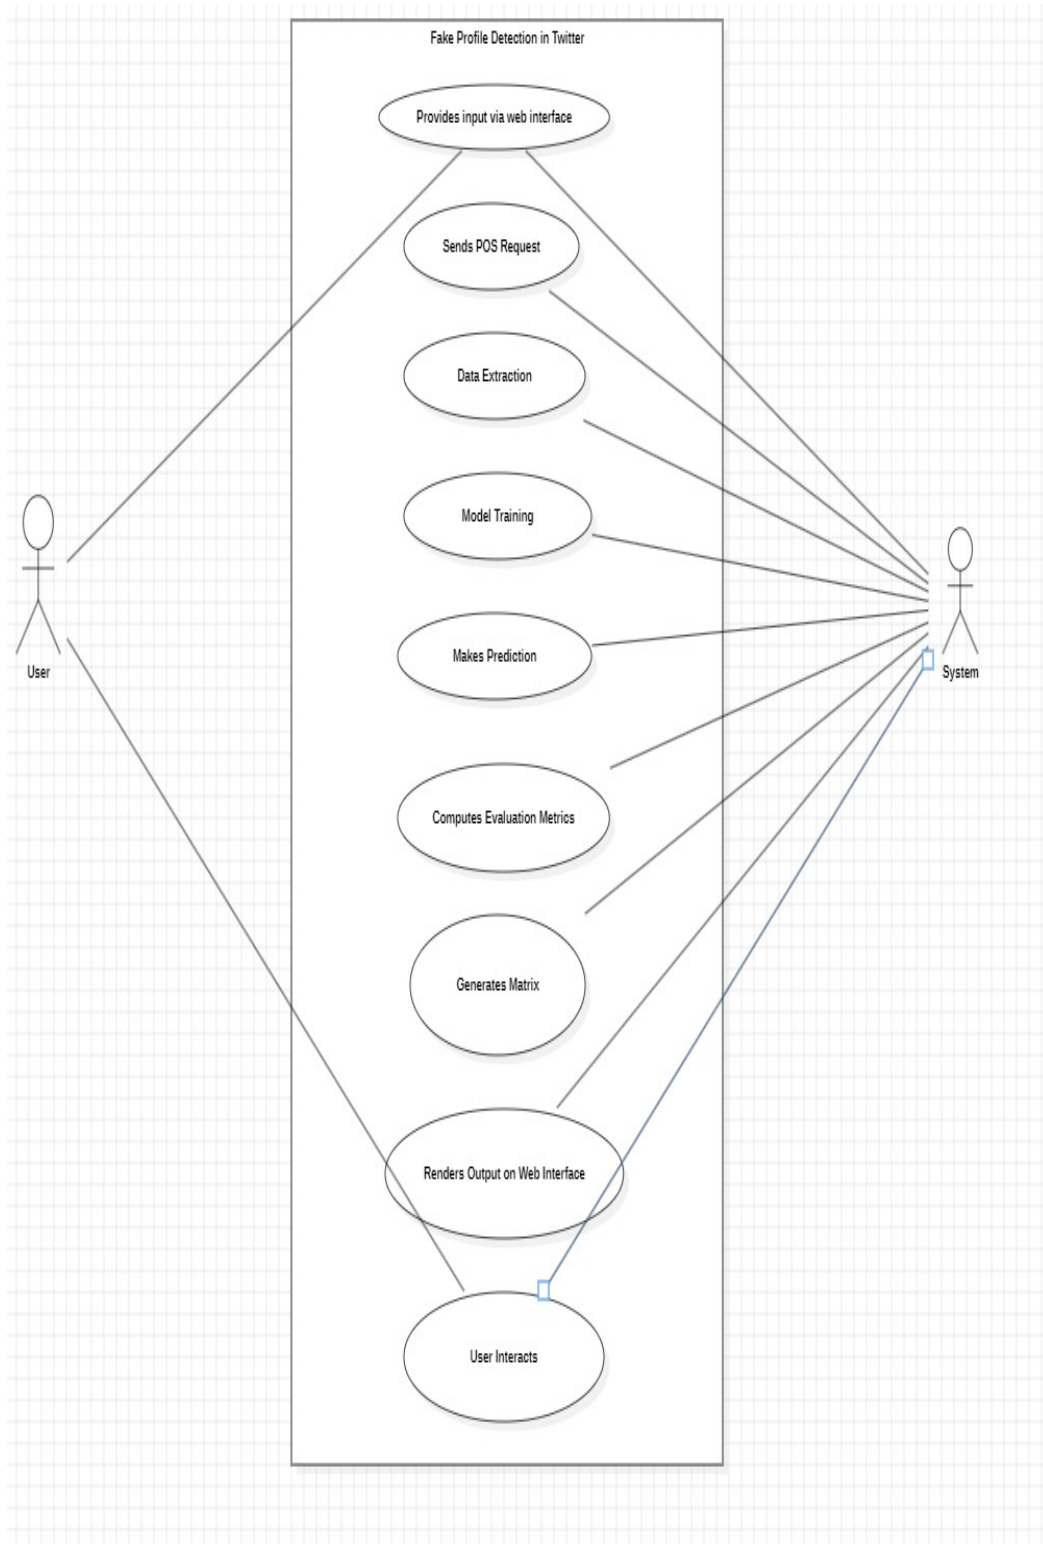 Fake Profile Detection in Twitter
Provides input via web interface
Sends POS Request
Data Extraction
Model Training
Makes Prediction
User
System
Computes Evaluation Metrics
Generates Matrix
Renders Output on Web Interface
User Interacts